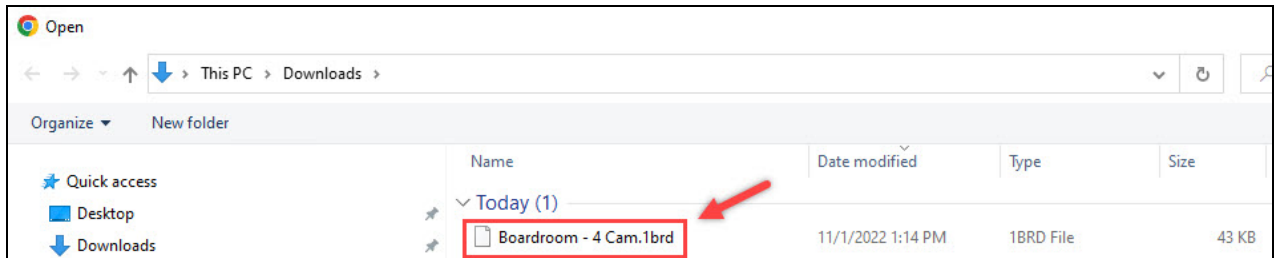 Open
This PC > Downloads >
Organize New folder
Name Date modified Type Size
Quick access
Today (1)
Desktop
Boardroom - 4 Cam.1brd 11/1/2022 1:14 PM 1BRD File 43 KB
Downloads